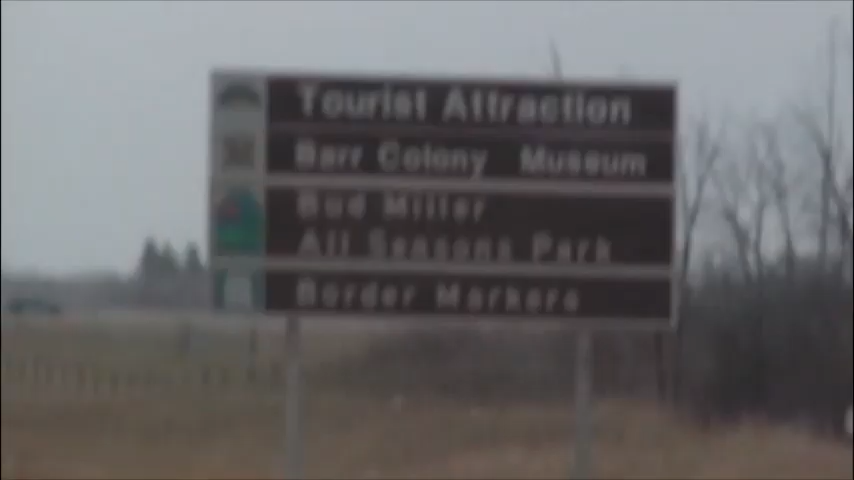 Tourist Attraction
Barr Colony Museum
Bud Miller
All Seasons Park
Border Markers